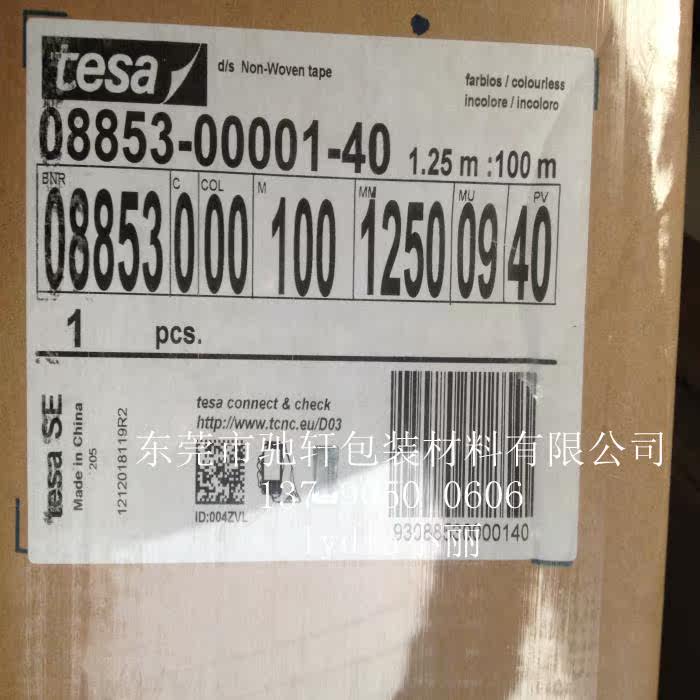 tesa
d/s Non-Woven tape
farblos / colourless
incolore / incoloro
08853-00001-40 1.25 m :100 m
BNR C COL M MM MU PV
08853 0 00 100 1250 09 40
1 pcs.
tesa SE
Made in China
205
1212018119R2
tesa connect & check
http://www.tcnc.eu/D03
ID:004ZVL
东莞市驰轩包装材料有限公司
0606
丽